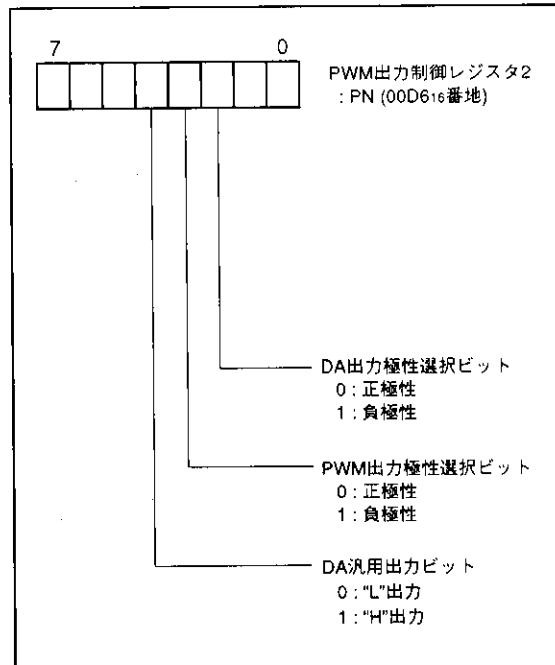 7 0
PWM出力制御レジスタ2
: PN (00D616番地)
DA出力極性選択ビット
0 : 正極性
1 : 負極性
PWM出力極性選択ビット
0 : 正極性
1 : 負極性
DA汎用出力ビット
0 : “L”出力
1 : “H”出力